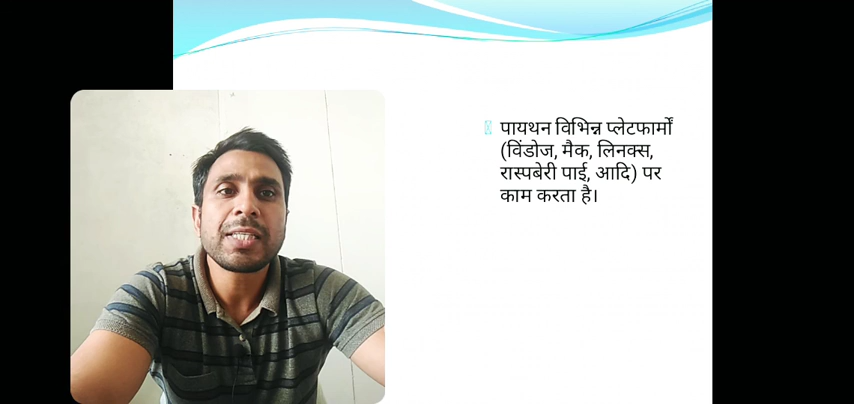 पायथन विभिन्न प्लेटफार्मों
(विंडोज, मैक, लिनक्स,
रास्पबेरी पाई, आदि) पर
काम करता है।